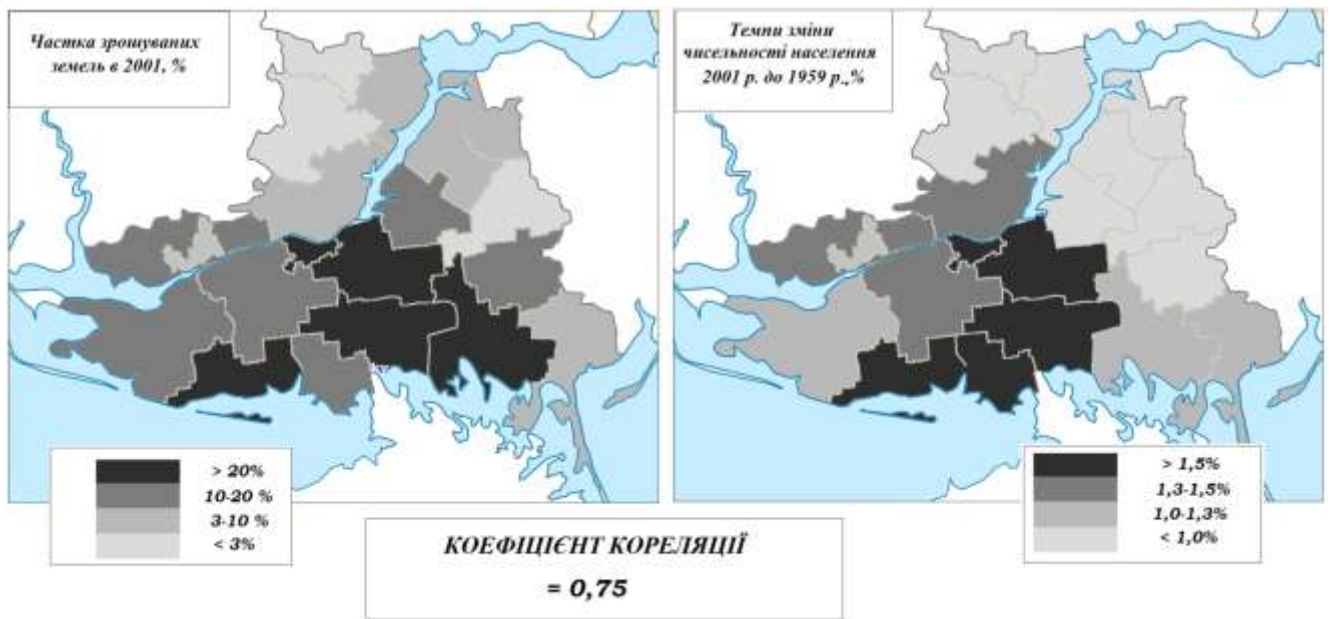 Частка зрошуваних
земель в 2001, %
Темпи зміни
чисельності населення
2001 р. до 1959 р.,%
> 20%
10-20 %
3-10 %
< 3%
> 1,5%
1,3-1,5%
1,0-1,3%
< 1,0%
КОЕФІЦІЄНТ КОРЕЛЯЦІЇ
= 0,75